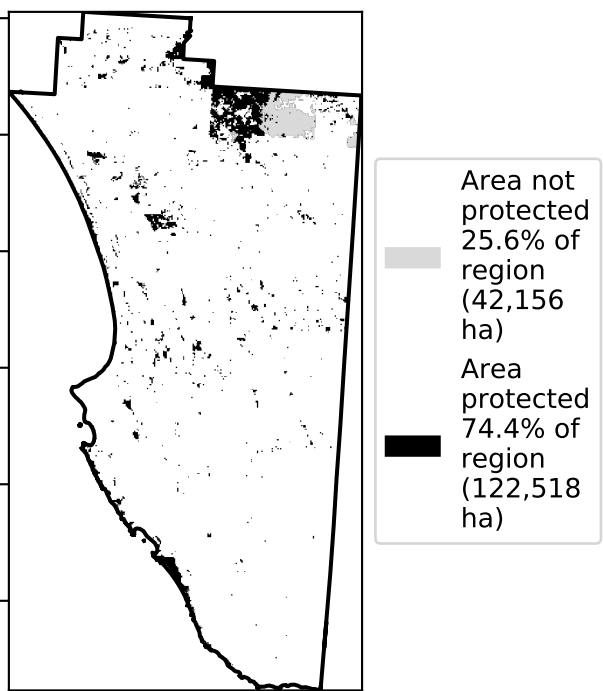 Area not
protected
25.6% of
region
(42,156
ha)
Area
protected
74.4% of
region
(122,518
ha)